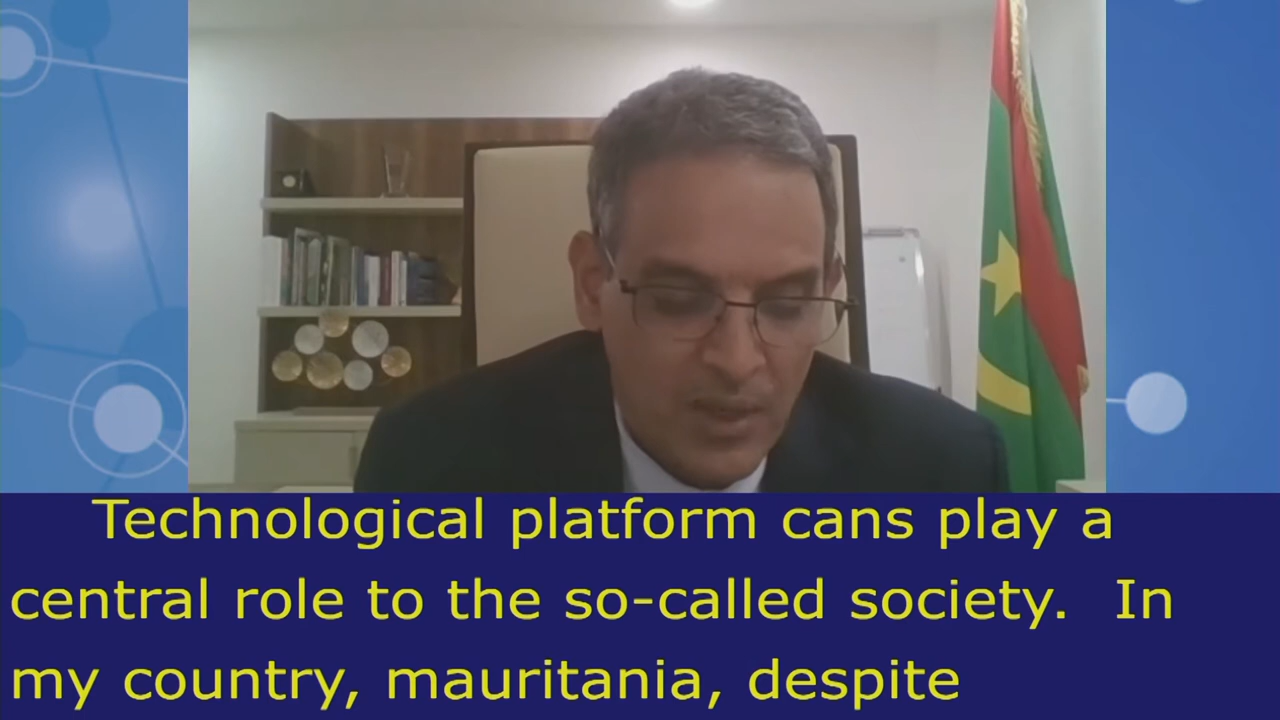 Technological platform cans play a
central role to the so-called society.  In
my country, mauritania, despite